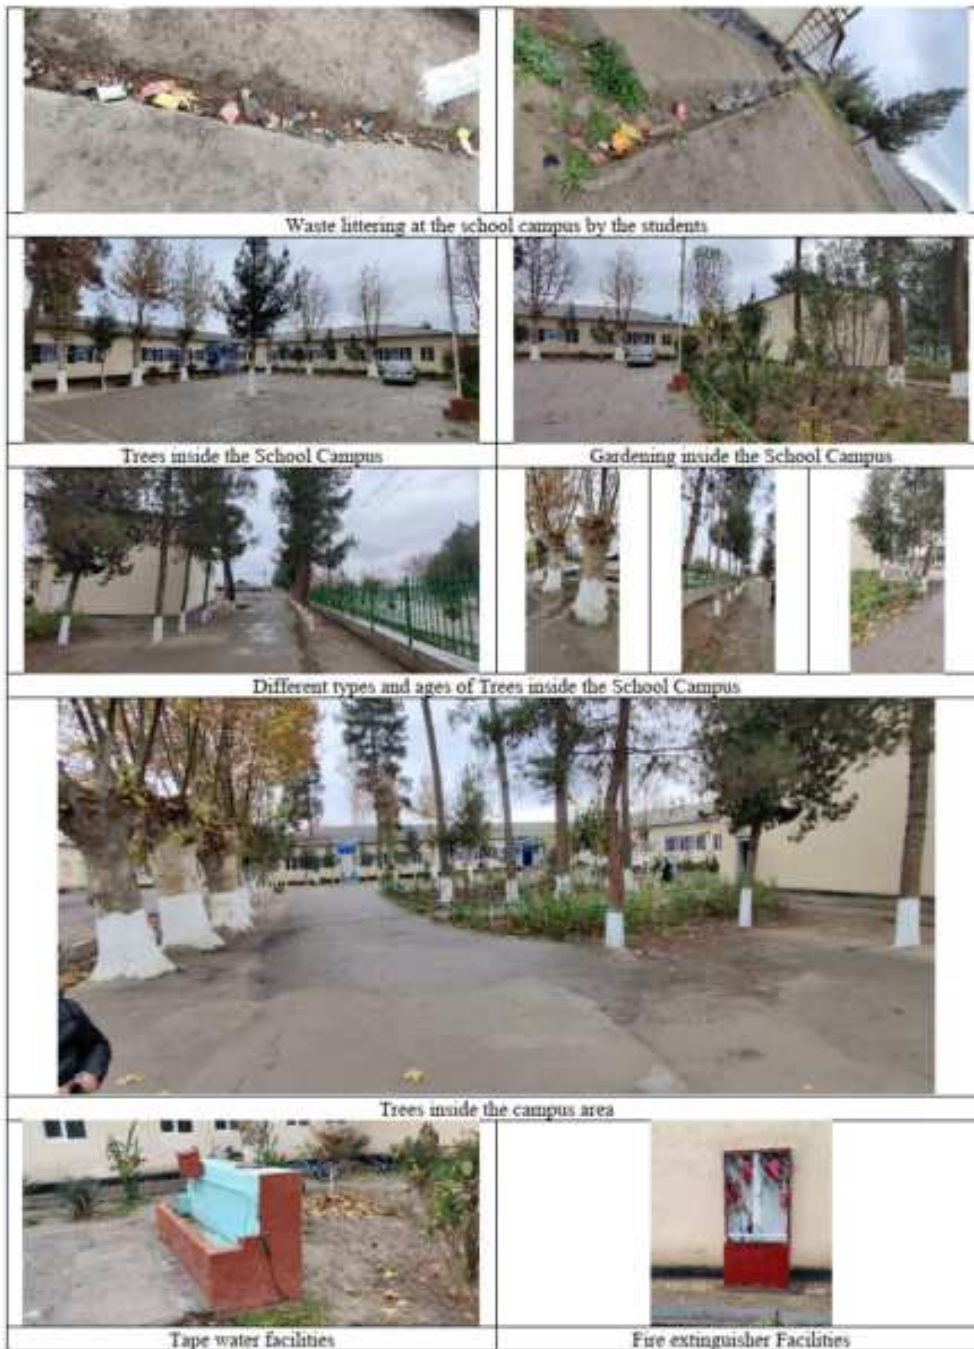 Waste littering at the school campus by the students
Trees inside the School Campus
Gardening inside the School Campus
Different types and ages of Trees inside the School Campus
Trees inside the campus area
Tape water facilities
Fire extinguisher Facilities